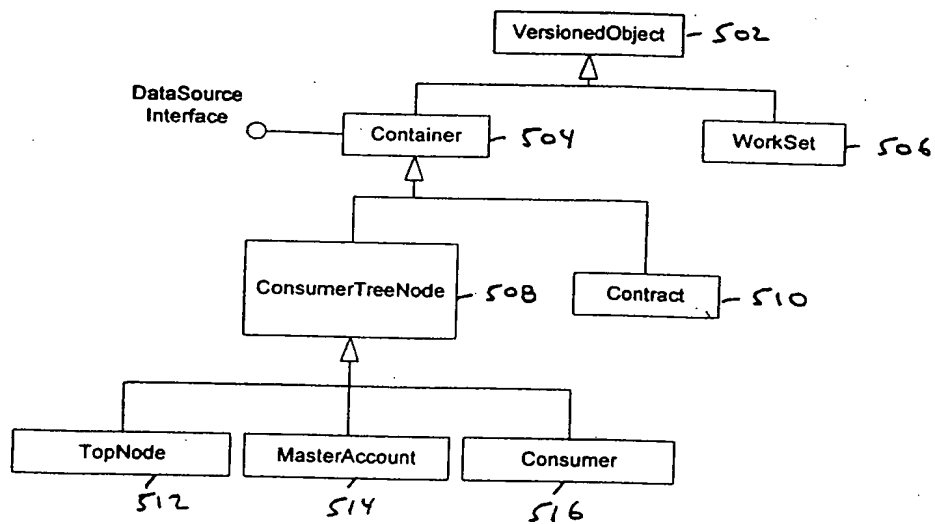 VersionedObject
502
DataSource
Interface
Container
504
WorkSet
506
ConsumerTreeNode
508
Contract
510
TopNode
MasterAccount
Consumer
512
514
516